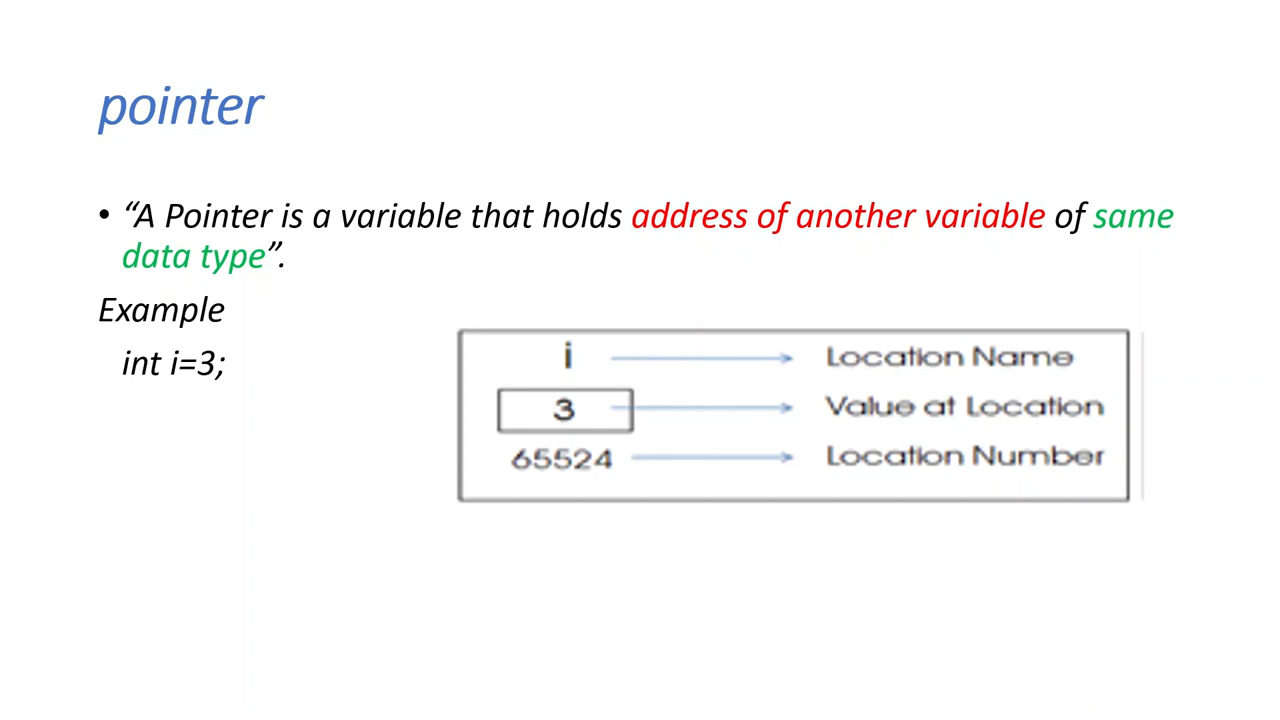 pointer
• “A Pointer is a variable that holds address of another variable of same
data type”.
Example
int i=3;
i Location Name
3 Value at Location
65524 Location Number